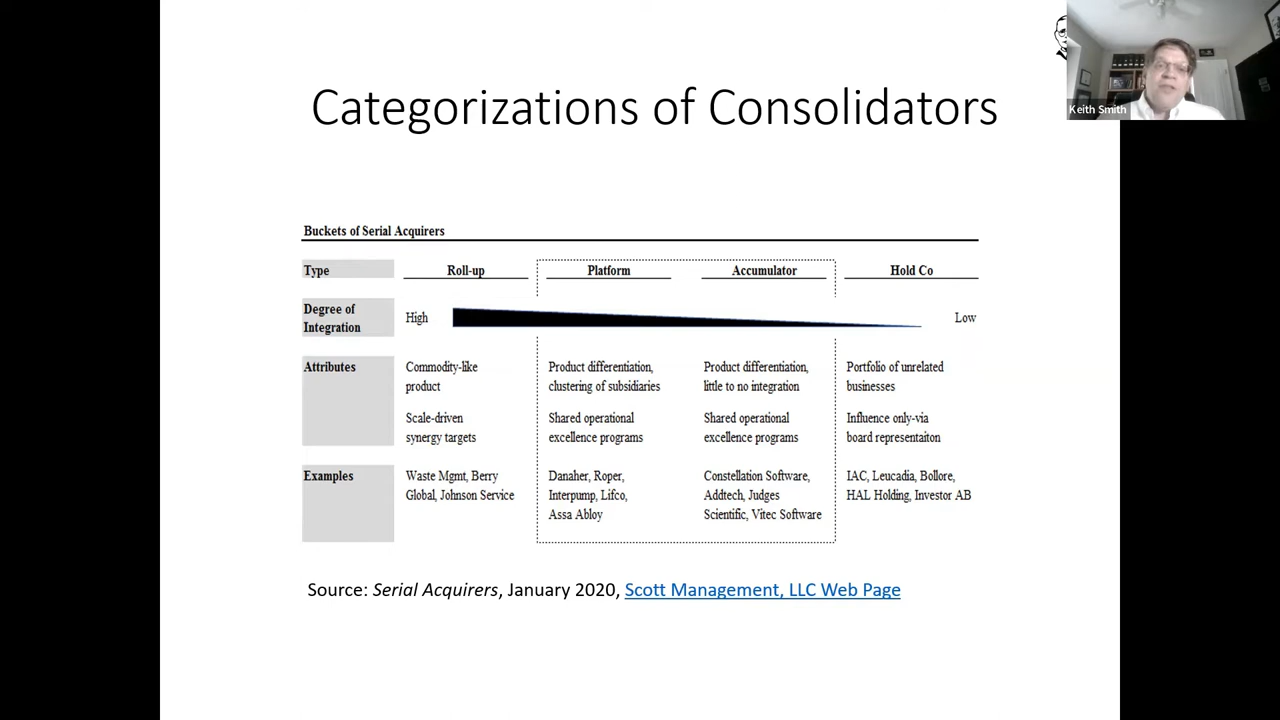 Categorizations of Consolidators
Keith Smith
Buckets of Serial Acquirers
Type
Roll-up
Platform
Accumulator
Hold Co
Degree of
Integration
High
Low
Attributes
Commodity-like
product
Scale-driven
synergy targets
Product differentiation,
clustering of subsidiaries
Shared operational
excellence programs
Product differentiation,
little to no integration
Shared operational
excellence programs
Portfolio of unrelated
businesses
Influence only-via
board representaiton
Examples
Waste Mgmt, Berry
Global, Johnson Service
Danaher, Roper,
Interpump, Lifco,
Assa Abloy
Constellation Software,
Addtech, Judges
Scientific, Vitec Software
IAC, Leucadia, Bollore,
HAL Holding, Investor AB
Source: Serial Acquirers, January 2020, Scott Management, LLC Web Page